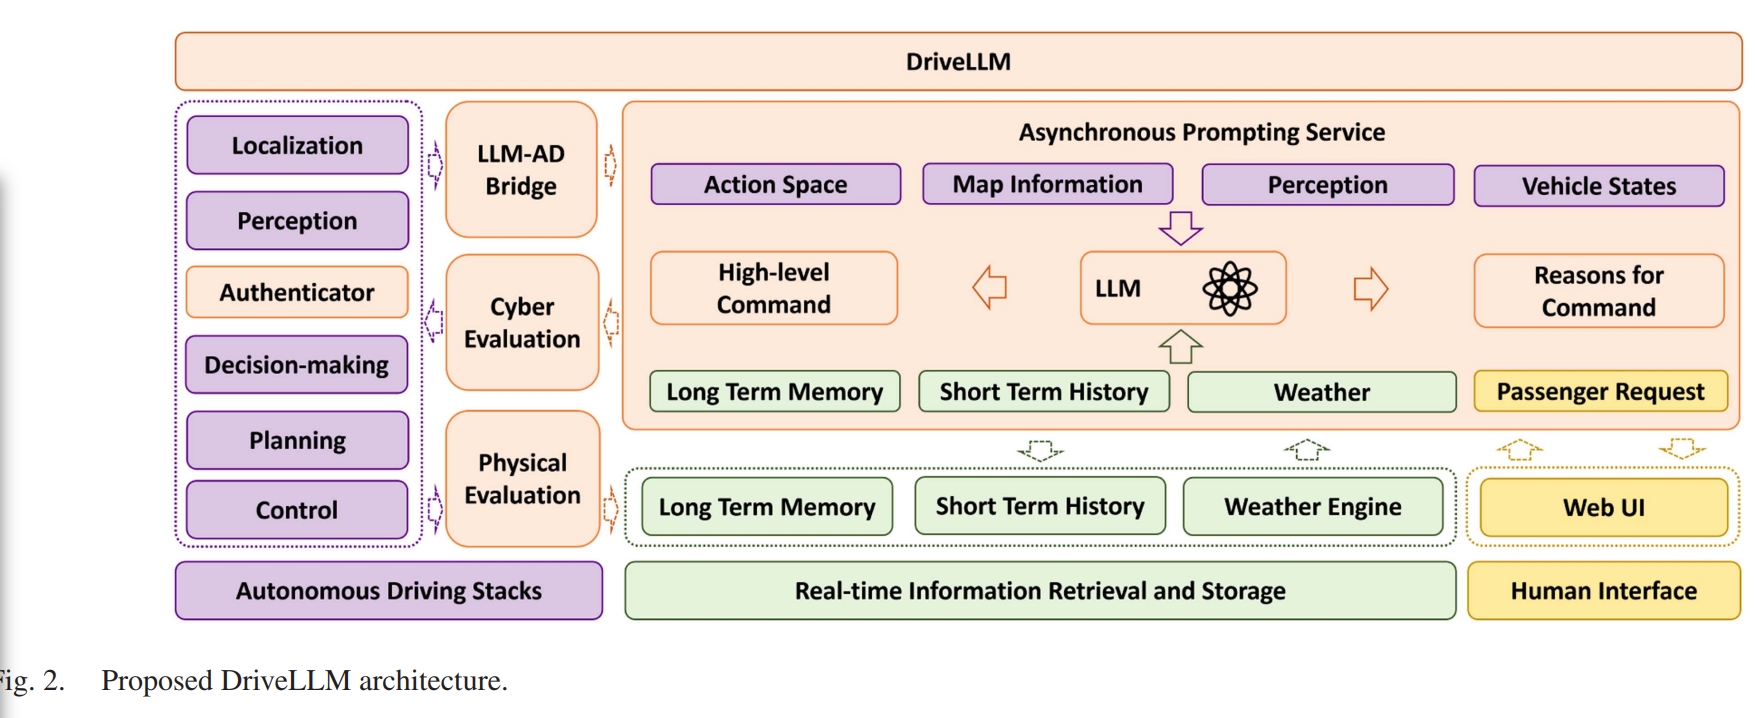 DriveLLM
Localization
Perception
Authenticator
Decision-making
Planning
Control
LLM-AD
Bridge
Cyber
Evaluation
Physical
Evaluation
Asynchronous Prompting Service
Action Space
Map Information
Perception
Vehicle States
High-level
Command
LLM
Reasons for
Command
Long Term Memory
Short Term History
Weather
Passenger Request
Long Term Memory
Short Term History
Weather Engine
Web UI
Autonomous Driving Stacks
Real-time Information Retrieval and Storage
Human Interface
Fig. 2. Proposed DriveLLM architecture.